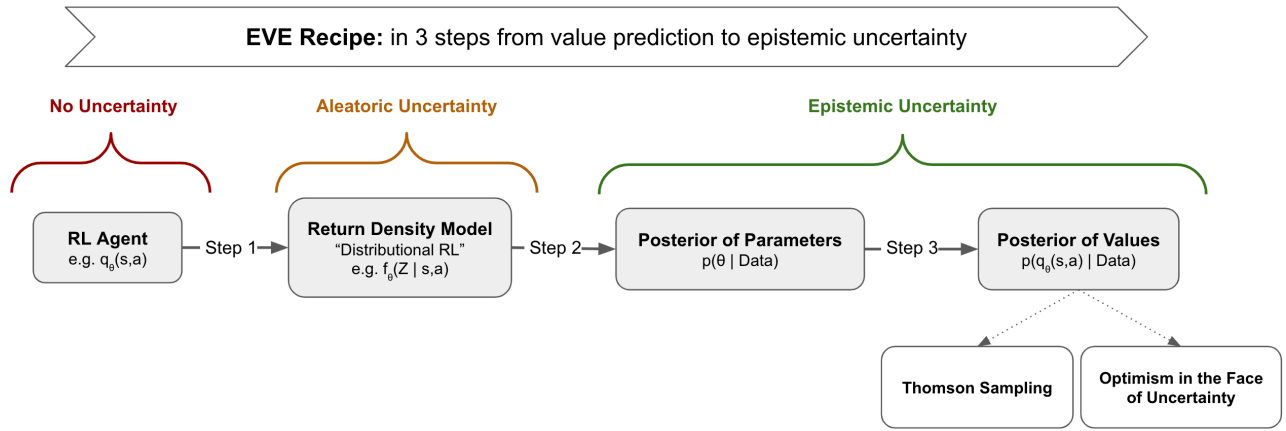 EVE Recipe: in 3 steps from value prediction to epistemic uncertainty
No Uncertainty
Aleatoric Uncertainty
Epistemic Uncertainty
RL Agent
e.g. qθ(s,a)
Step 1
Return Density Model
“Distributional RL”
e.g. fθ(Z | s,a)
Step 2
Posterior of Parameters
p(θ | Data)
Step 3
Posterior of Values
p(qθ(s,a) | Data)
Thomson Sampling
Optimism in the Face
of Uncertainty